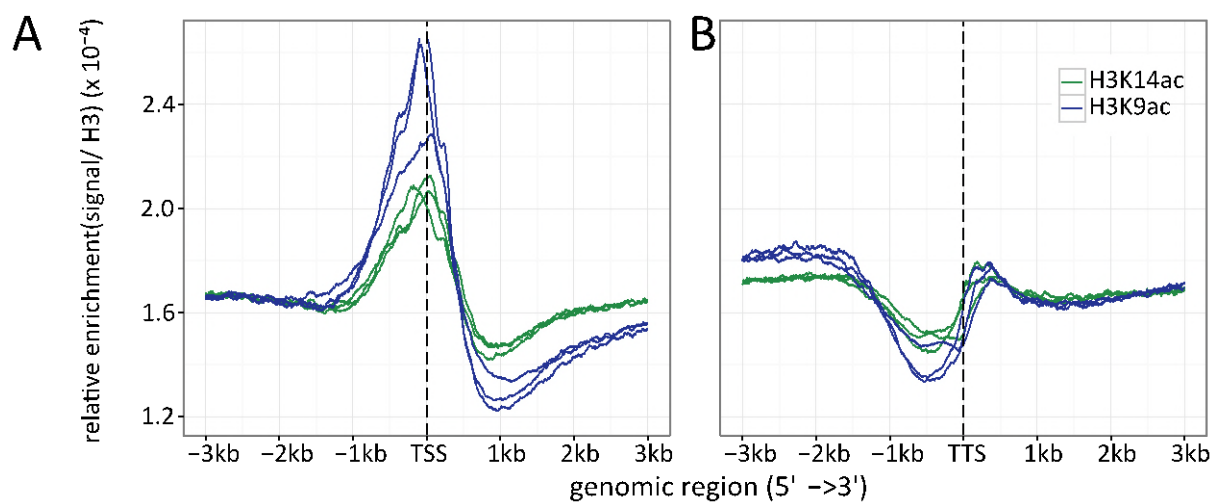 A
B
relative enrichment(signal/ H3) (x 10⁻⁴)
2.4
2.0
1.6
1.2
H3K14ac
H3K9ac
−3kb −2kb −1kb TSS 1kb 2kb 3kb
−3kb −2kb −1kb TTS 1kb 2kb 3kb
genomic region (5' −>3')